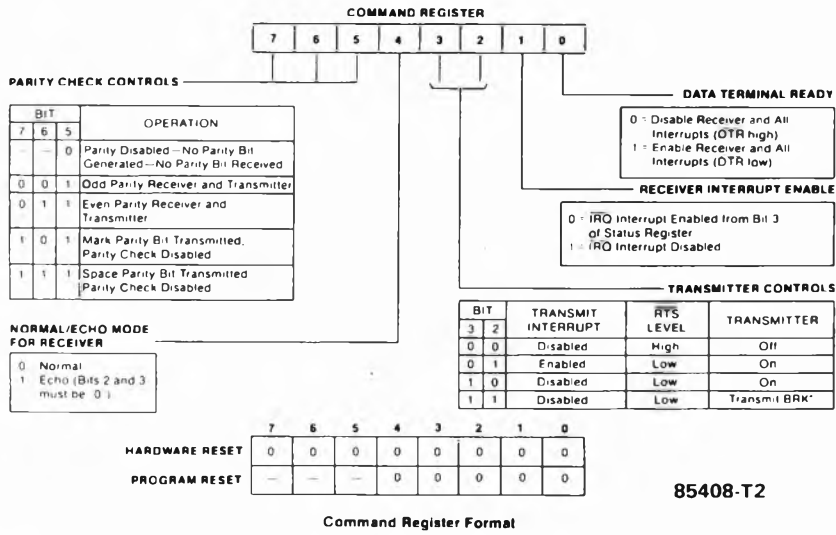 COMMAND REGISTER
7 6 5 4 3 2 1 0
PARITY CHECK CONTROLS
BIT OPERATION
7 6 5
— — 0 Parity Disabled—No Parity Bit
Generated—No Parity Bit Received
0 0 1 Odd Parity Receiver and Transmitter
0 1 1 Even Parity Receiver and
Transmitter
1 0 1 Mark Parity Bit Transmitted,
Parity Check Disabled
1 1 1 Space Parity Bit Transmitted
Parity Check Disabled
NORMAL/ECHO MODE
FOR RECEIVER
0 Normal
1 Echo (Bits 2 and 3
must be 0 )
DATA TERMINAL READY
0 = Disable Receiver and All
Interrupts (DTR high)
1 = Enable Receiver and All
Interrupts (DTR low)
RECEIVER INTERRUPT ENABLE
0 = IRQ Interrupt Enabled from Bit 3
of Status Register
1 = IRQ Interrupt Disabled
TRANSMITTER CONTROLS
BIT TRANSMIT RTS TRANSMITTER
3 2 INTERRUPT LEVEL
0 0 Disabled High Off
0 1 Enabled Low On
1 0 Disabled Low On
1 1 Disabled Low Transmit BRK*
7 6 5 4 3 2 1 0
HARDWARE RESET 0 0 0 0 0 0 0 0
PROGRAM RESET — — — 0 0 0 0 0
85408-T2
Command Register Format